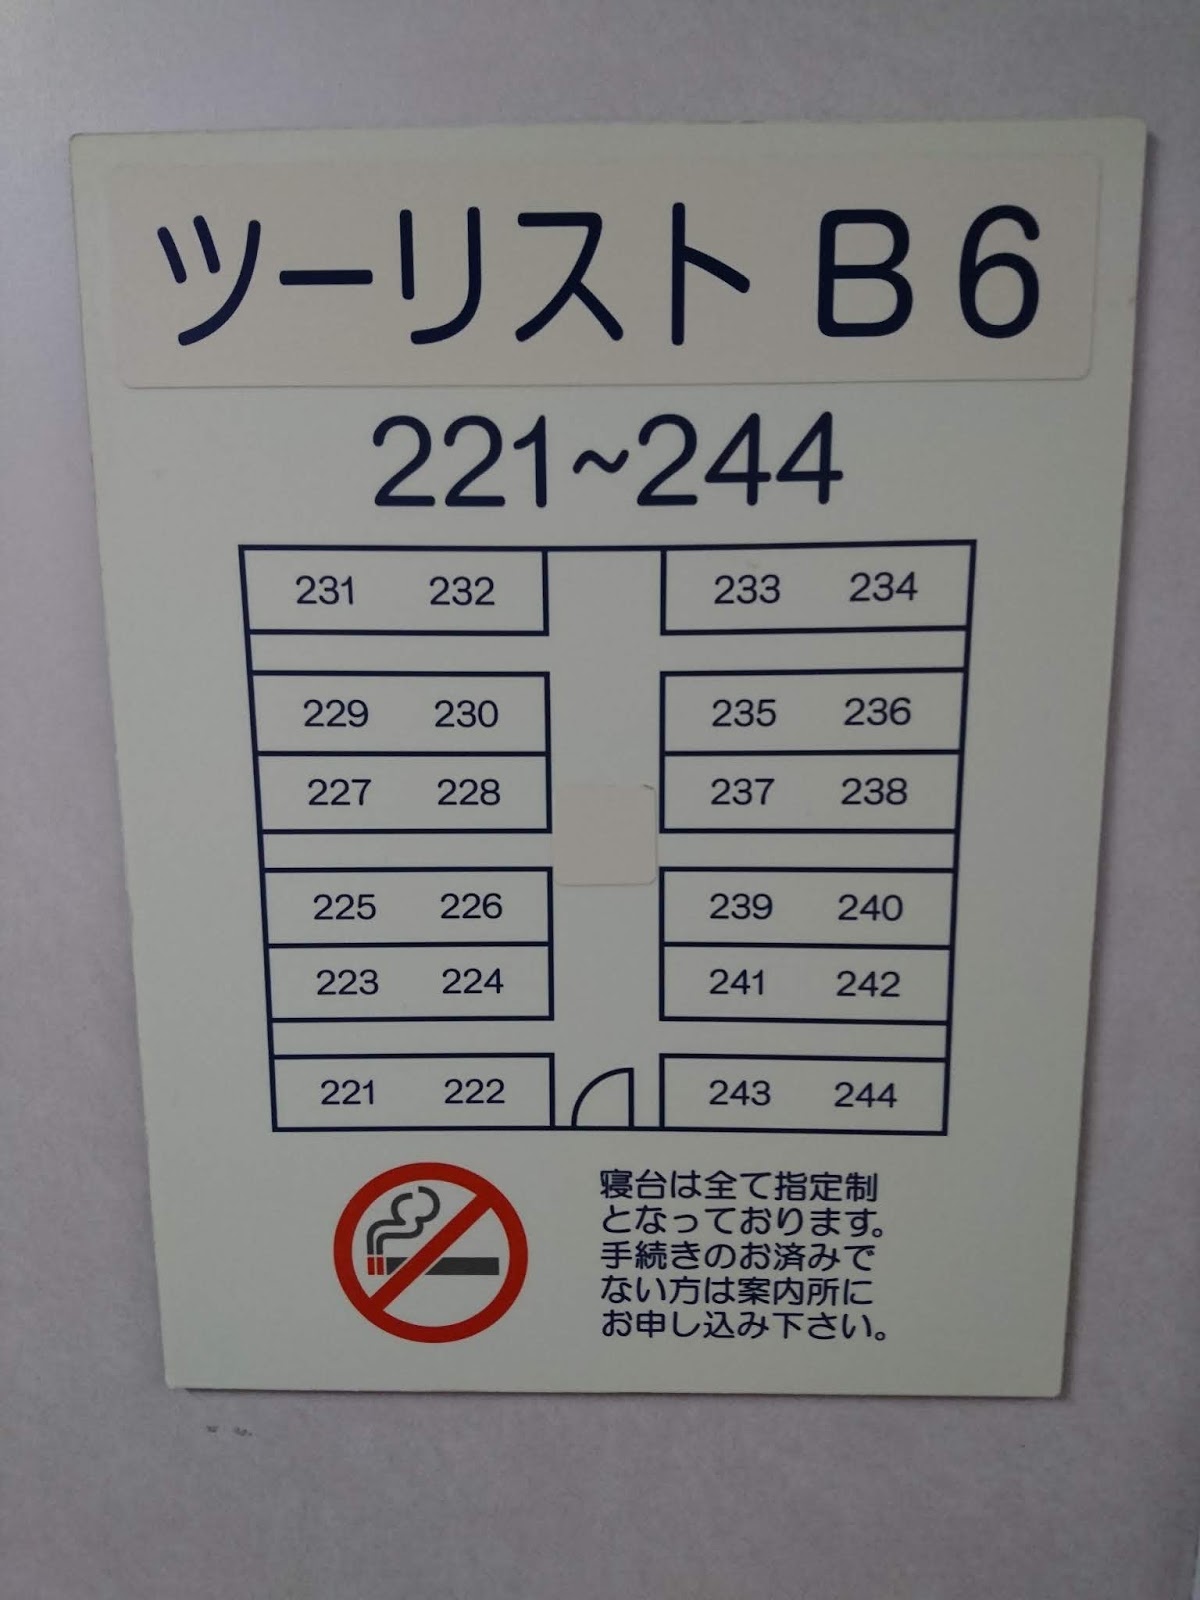 ツーリスト B6
221~244
231 232 233 234
229 230 235 236
227 228 237 238
225 226 239 240
223 224 241 242
221 222 243 244
寝台は全て指定制
となっております。
手続きのお済みで
ない方は案内所に
お申し込み下さい。